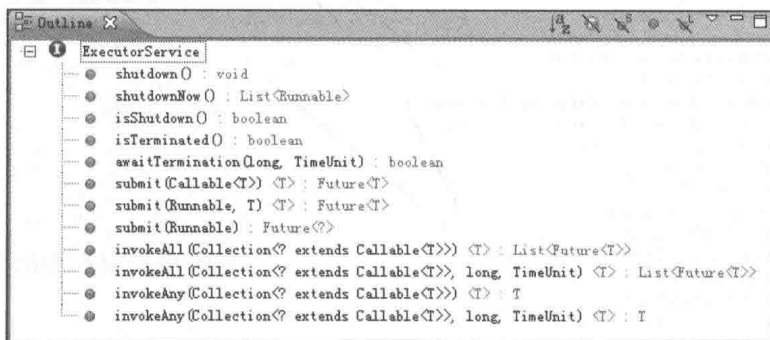 Outline
ExecutorService
shutdown() : void
shutdownNow() : List<Runnable>
isShutdown() : boolean
isTerminated() : boolean
awaitTermination(long, TimeUnit) : boolean
submit(Callable<T>) <T> : Future<T>
submit(Runnable, T) <T> : Future<T>
submit(Runnable) : Future<?>
invokeAll(Collection<? extends Callable<T>>) <T> : List<Future<T>>
invokeAll(Collection<? extends Callable<T>>, long, TimeUnit) <T> : List<Future<T>>
invokeAny(Collection<? extends Callable<T>>) <T> : T
invokeAny(Collection<? extends Callable<T>>, long, TimeUnit) <T> : T